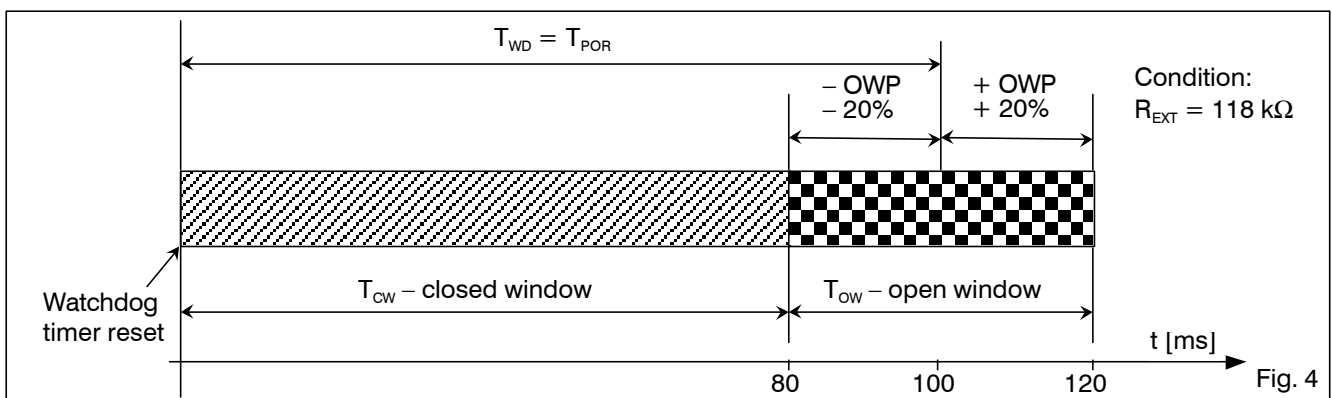 T_WD = T_POR
– OWP
– 20%
+ OWP
+ 20%
Condition:
R_EXT = 118 kΩ
Watchdog
timer reset
T_CW – closed window
T_OW – open window
t [ms]
80
100
120
Fig. 4